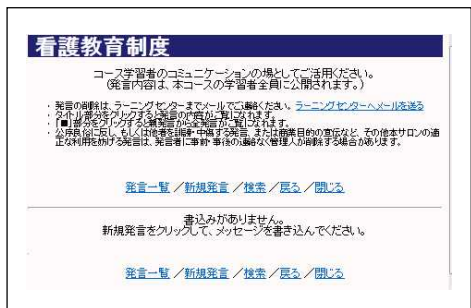 看護教育制度
コース学習者のコミュニケーションの場としてご活用ください。
(発言内容は、本コースの学習者全員に公開されます。)
・ 発言の削除は、ラーニングセンターまでメールでご連絡ください。 ラーニングセンターへメールを送る
・ タイトル部分をクリックすると発言の内容がご覧になれます。
・ 「■」部分をクリックすると親発言から全発言がご覧になれます。
・ 公序良俗に反し、もしくは他者を誹謗・中傷する発言、または商業目的の宣伝など、その他本サロンの適
正な利用を妨げる発言は、発言者に事前・事後の連絡なく管理人が削除する場合があります。
発言一覧 ／新規発言 ／検索 ／戻る ／閉じる
書込みがありません。
新規発言をクリックして、メッセージを書き込んでください。
発言一覧 ／新規発言 ／検索 ／戻る ／閉じる